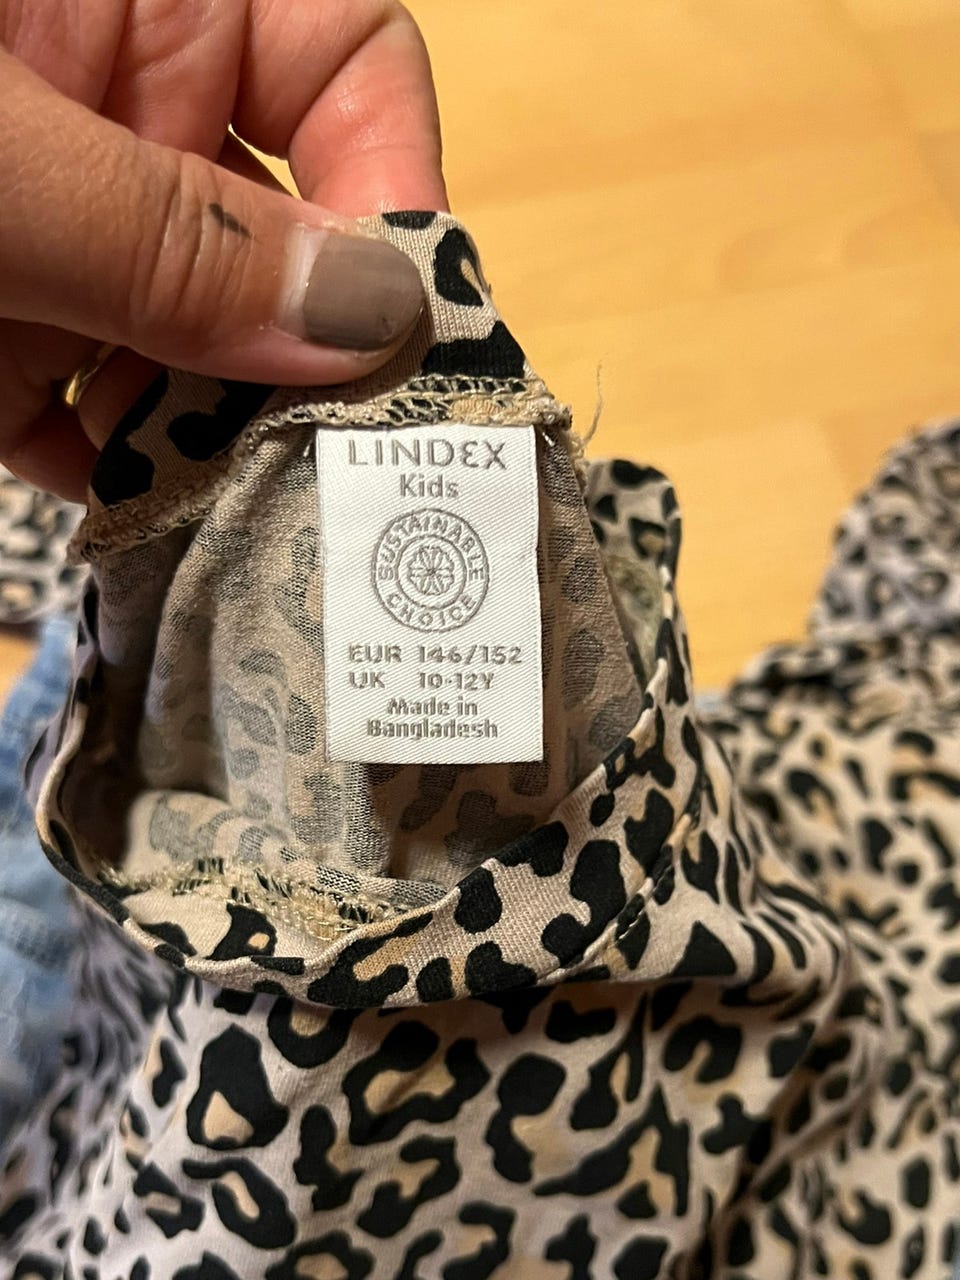 LINDEX
Kids
SUSTAINABLE
CHOICE
EUR 146/152
UK 10-12Y
Made in
Bangladesh